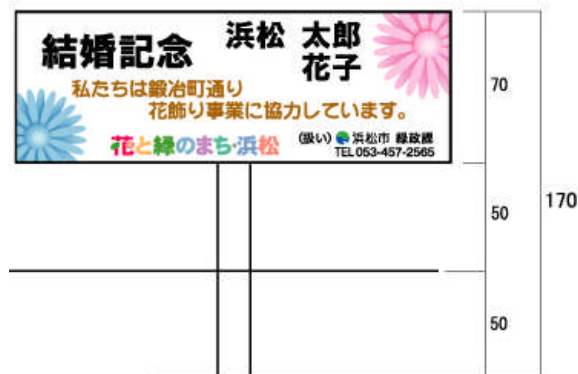 結婚記念 浜松 太郎
花子
私たちは鍛冶町通り
花飾り事業に協力しています。
花と緑のまち・浜松
(扱い) 浜松市 緑政課
TEL 053-457-2565
70
50
170
50